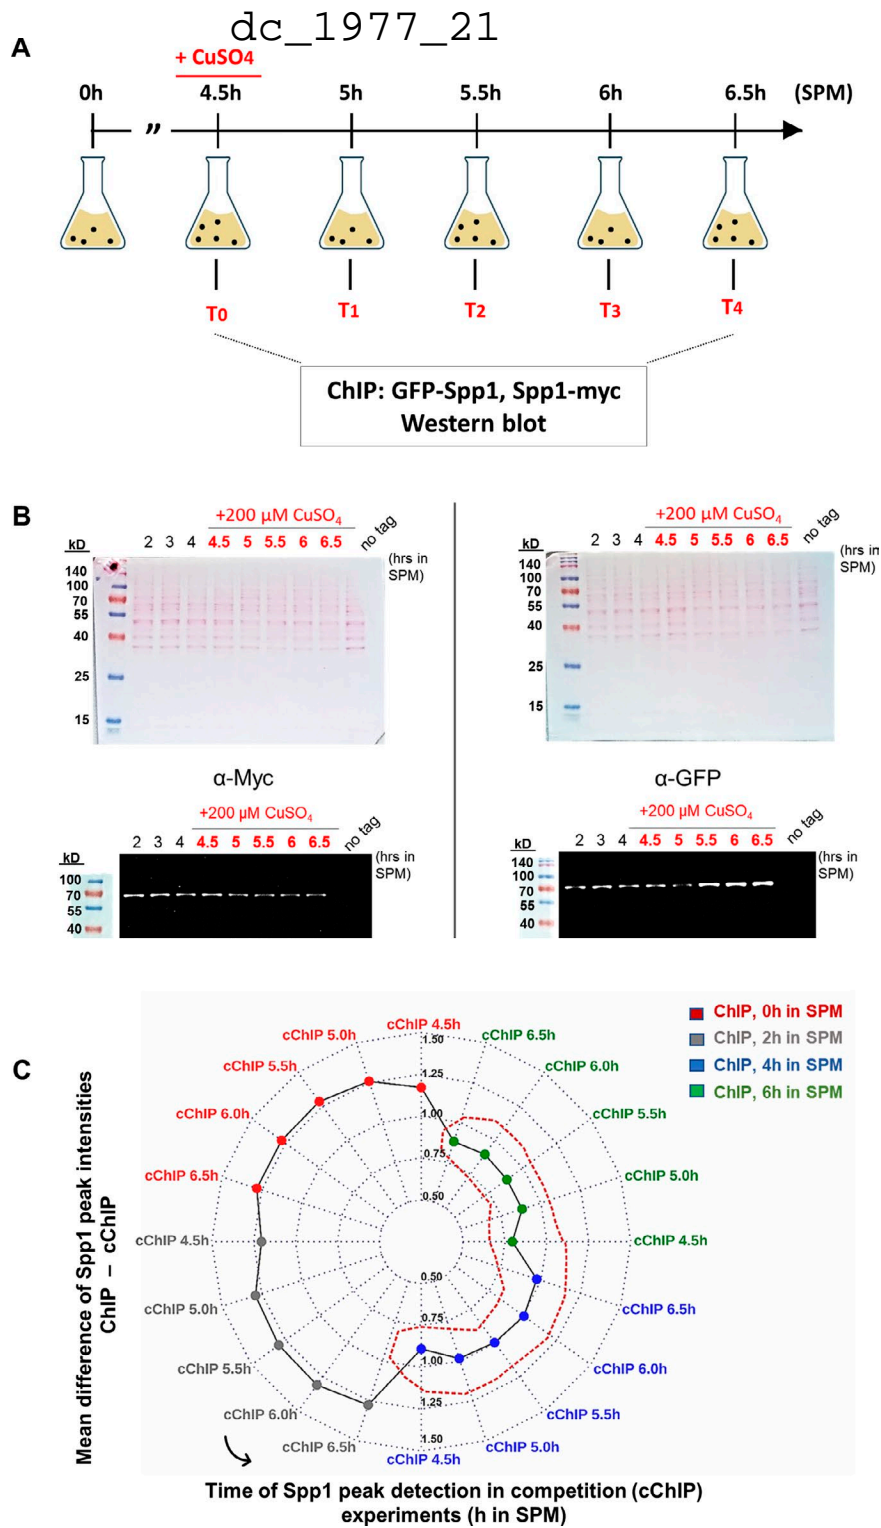 dc_1977_21
A
+ CuSO4
0h 4.5h 5h 5.5h 6h 6.5h (SPM)
”
T0 T1 T2 T3 T4
ChIP: GFP-Spp1, Spp1-myc
Western blot
B
+200 µM CuSO4
kD 2 3 4 4.5 5 5.5 6 6.5 no tag
(hrs in
SPM)
140
100
70
55
40
25
15
+200 µM CuSO4
kD 2 3 4 4.5 5 5.5 6 6.5 no tag
(hrs in
SPM)
140
100
70
55
40
25
15
α-Myc
+200 µM CuSO4
kD 2 3 4 4.5 5 5.5 6 6.5 no tag
(hrs in
SPM)
100
70
55
40
α-GFP
+200 µM CuSO4
kD 2 3 4 4.5 5 5.5 6 6.5 no tag
(hrs in
SPM)
140
100
70
55
40
C
ChIP, 0h in SPM
ChIP, 2h in SPM
ChIP, 4h in SPM
ChIP, 6h in SPM
Mean difference of Spp1 peak intensities
ChIP – cChIP
cChIP 4.5h
cChIP 5.0h
cChIP 5.5h
cChIP 6.0h
cChIP 6.5h
cChIP 4.5h
cChIP 5.0h
cChIP 5.5h
cChIP 6.0h
cChIP 6.5h
cChIP 4.5h
cChIP 5.0h
cChIP 5.5h
cChIP 6.0h
cChIP 6.5h
cChIP 4.5h
cChIP 5.0h
cChIP 5.5h
cChIP 6.0h
cChIP 6.5h
1.50
1.25
1.00
0.75
0.50
0.50
0.75
1.00
1.25
1.50
Time of Spp1 peak detection in competition (cChIP)
experiments (h in SPM)